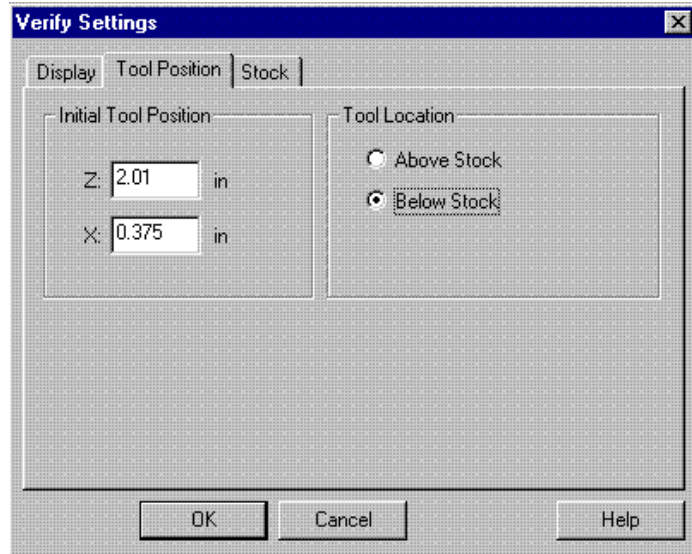 Verify Settings
Display Tool Position Stock
Initial Tool Position
Z: 2.01 in
X: 0.375 in
Tool Location
Above Stock
Below Stock
OK Cancel Help